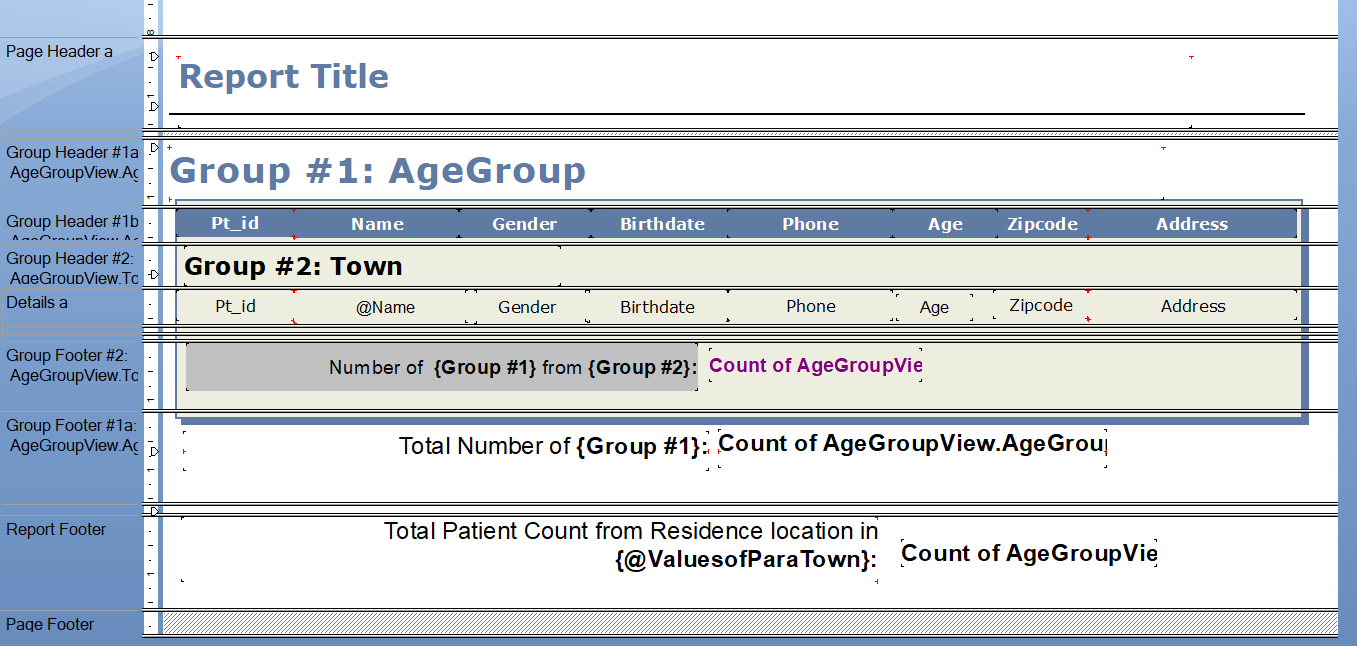 Page Header a
Report Title
Group Header #1a
AgeGroupView.Ag
Group #1: AgeGroup
Group Header #1b
Pt_id Name Gender Birthdate Phone Age Zipcode Address
Group Header #2:
AgeGroupView.To
Group #2: Town
Details a
Pt_id @Name Gender Birthdate Phone Age Zipcode Address
Group Footer #2:
AgeGroupView.To
Number of {Group #1} from {Group #2}: Count of AgeGroupVie
Group Footer #1a:
AgeGroupView.Ag
Total Number of {Group #1}: Count of AgeGroupView.AgeGrou
Report Footer
Total Patient Count from Residence location in
{@ValuesofParaTown}: Count of AgeGroupVie
Page Footer